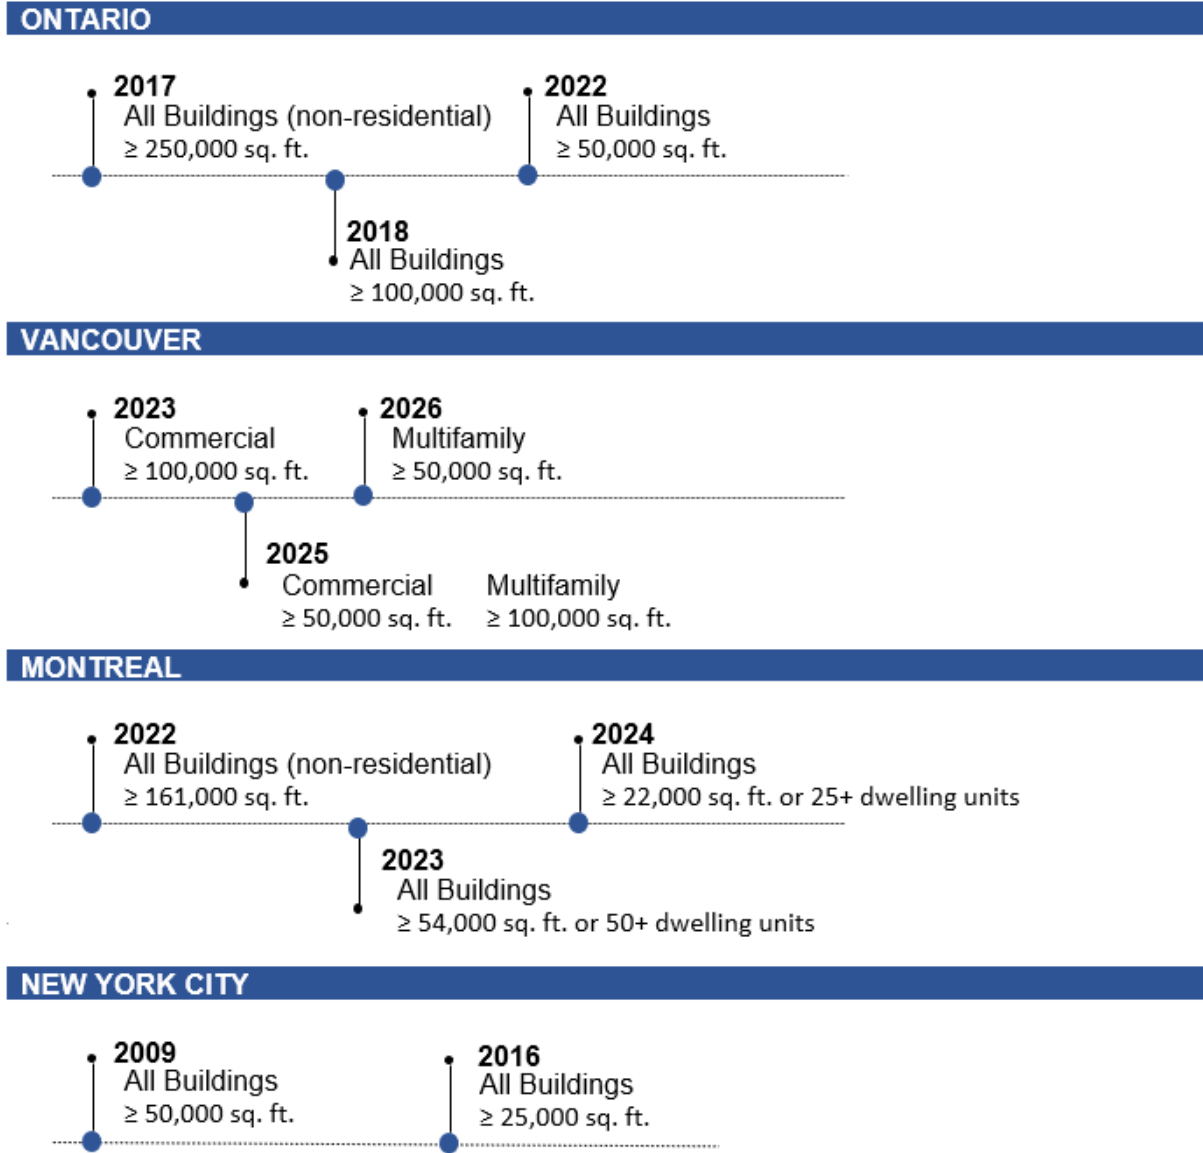 ONTARIO
2017
All Buildings (non-residential)
≥ 250,000 sq. ft.
2022
All Buildings
≥ 50,000 sq. ft.
2018
All Buildings
≥ 100,000 sq. ft.
VANCOUVER
2023
Commercial
≥ 100,000 sq. ft.
2026
Multifamily
≥ 50,000 sq. ft.
2025
Commercial
≥ 50,000 sq. ft.
Multifamily
≥ 100,000 sq. ft.
MONTREAL
2022
All Buildings (non-residential)
≥ 161,000 sq. ft.
2024
All Buildings
≥ 22,000 sq. ft. or 25+ dwelling units
2023
All Buildings
≥ 54,000 sq. ft. or 50+ dwelling units
NEW YORK CITY
2009
All Buildings
≥ 50,000 sq. ft.
2016
All Buildings
≥ 25,000 sq. ft.